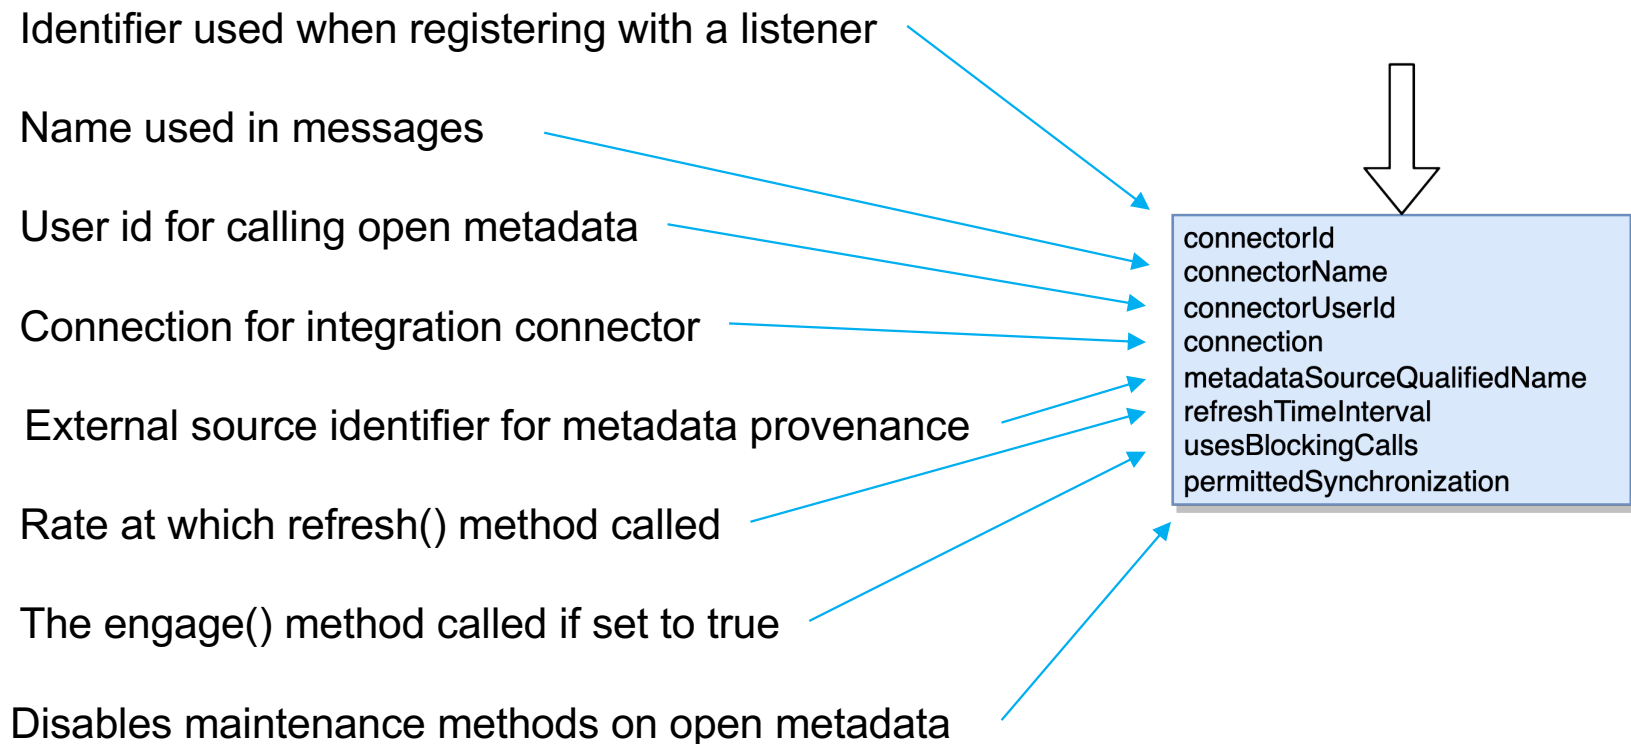 Identifier used when registering with a listener
Name used in messages
User id for calling open metadata
Connection for integration connector
External source identifier for metadata provenance
Rate at which refresh() method called
The engage() method called if set to true
Disables maintenance methods on open metadata
connectorId
connectorName
connectorUserId
connection
metadataSourceQualifiedName
refreshTimeInterval
usesBlockingCalls
permittedSynchronization